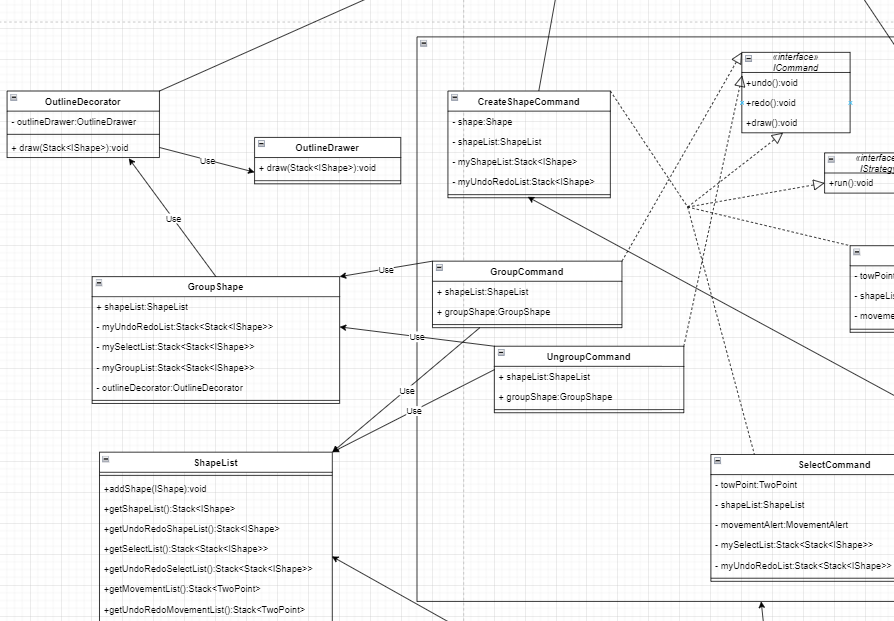 OutlineDecorator
- outlineDrawer:OutlineDrawer
+ draw(Stack<IShape>):void
Use
OutlineDrawer
+ draw(Stack<IShape>):void
Use
CreateShapeCommand
- shape:Shape
- shapeList:ShapeList
- myShapeList:Stack<IShape>
- myUndoRedoList:Stack<IShape>
«interface»
ICommand
+undo():void
+redo():void
+draw():void
«interface
IStrategy
+run():void
GroupShape
+ shapeList:ShapeList
- myUndoRedoList:Stack<Stack<IShape>>
- mySelectList:Stack<Stack<IShape>>
- myGroupList:Stack<IShape>>
- outlineDecorator:OutlineDecorator
Use
GroupCommand
+ shapeList:ShapeList
+ groupShape:GroupShape
Use
UngroupCommand
+ shapeList:ShapeList
+ groupShape:GroupShape
- towPoint
- shapeLis
- moveme
Use
Use
ShapeList
+addShape(IShape):void
+getShapeList():Stack<IShape>
+getUndoRedoShapeList():Stack<IShape>
+getSelectList():Stack<Stack<IShape>>
+getUndoRedoSelectList():Stack<Stack<IShape>>
+getMovementList():Stack<TwoPoint>
+getUndoRedoMovementList():Stack<TwoPoint>
SelectCommand
- towPoint:TwoPoint
- shapeList:ShapeList
- movementAlert:MovementAlert
- mySelectList:Stack<Stack<IShape>>
- myUndoRedoList:Stack<Stack<IShape>>